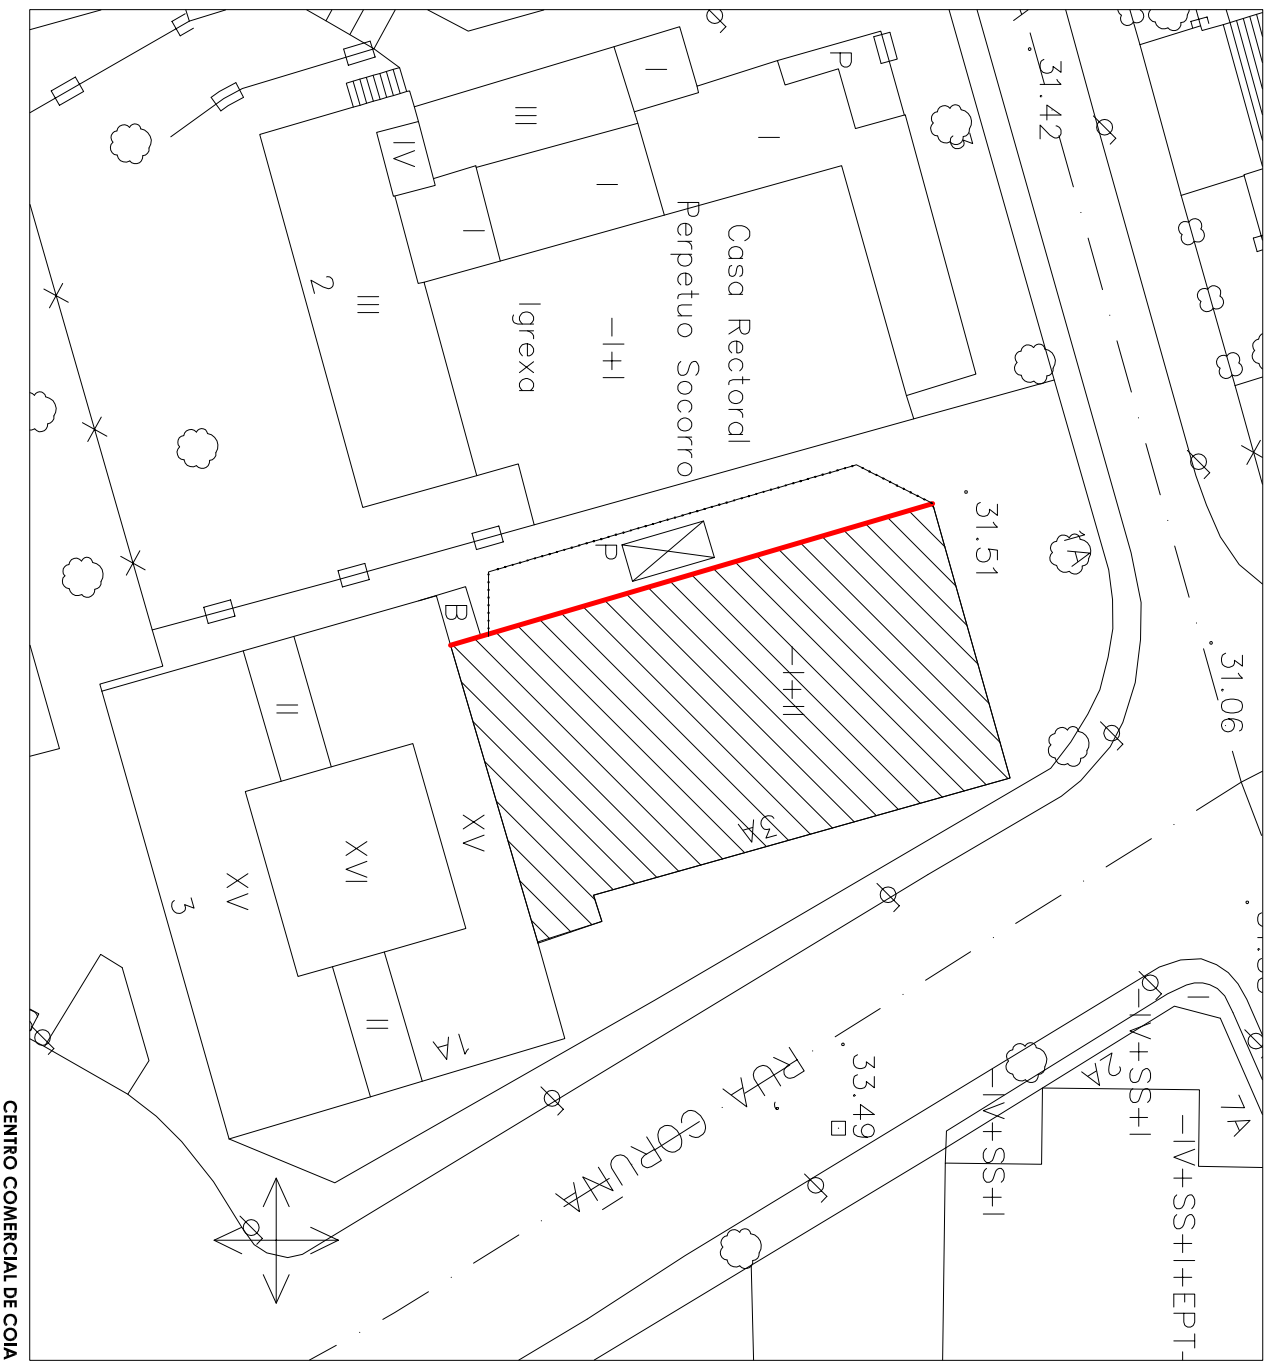 31.42
P
I
III
IV
I
I
I
Casa Rectoral
Perpetuo Socorro
-I+I
Igrexa
III
2
31.51
1A
P
B
31.06
-I+II
3A
II
XV
XVI
XV
3
II
1A
RÚA CORUÑA
33.49
I
-IV+SS+I
2A
-IV+SS+I
7A
-IV+SS+I+EPT-
CENTRO COMERCIAL DE COIA